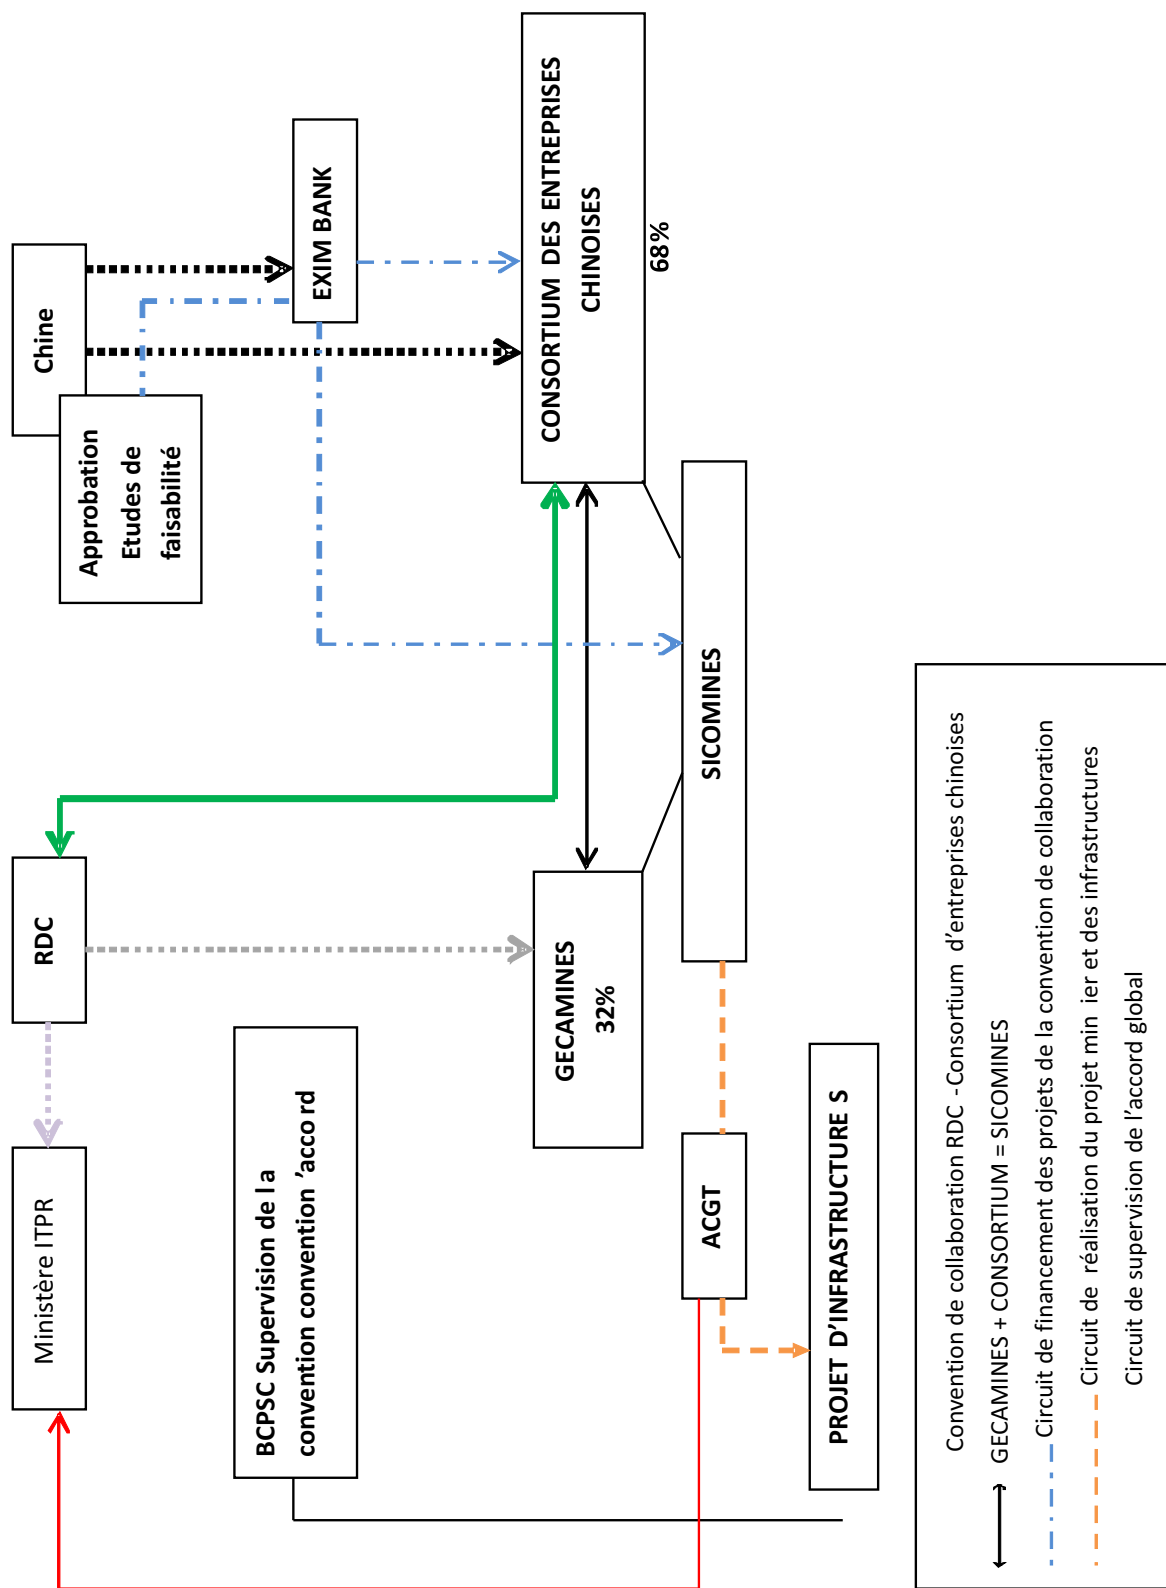 Ministère ITPR
RDC
Chine
Approbation
Etudes de
faisabilité
BCPSC Supervision de l a
convention convention ’acco rd
EXIM BANK
GECAMINES
32%
CONSORTIUM DES ENTREPRISES
CHINOISES
68%
ACGT
SICOMINES
PROJET D’INFRASTRUCTURE S
Convention de collaboration RDC -Consortium d’entreprises chinoises
GECAMINES + CONSORTIUM = SICOMINES
Circuit de financement des projets de la convention de collaboration
Circuit de réalisation du projet min ier et des infrastructures
Circuit de supervision de l’accord global